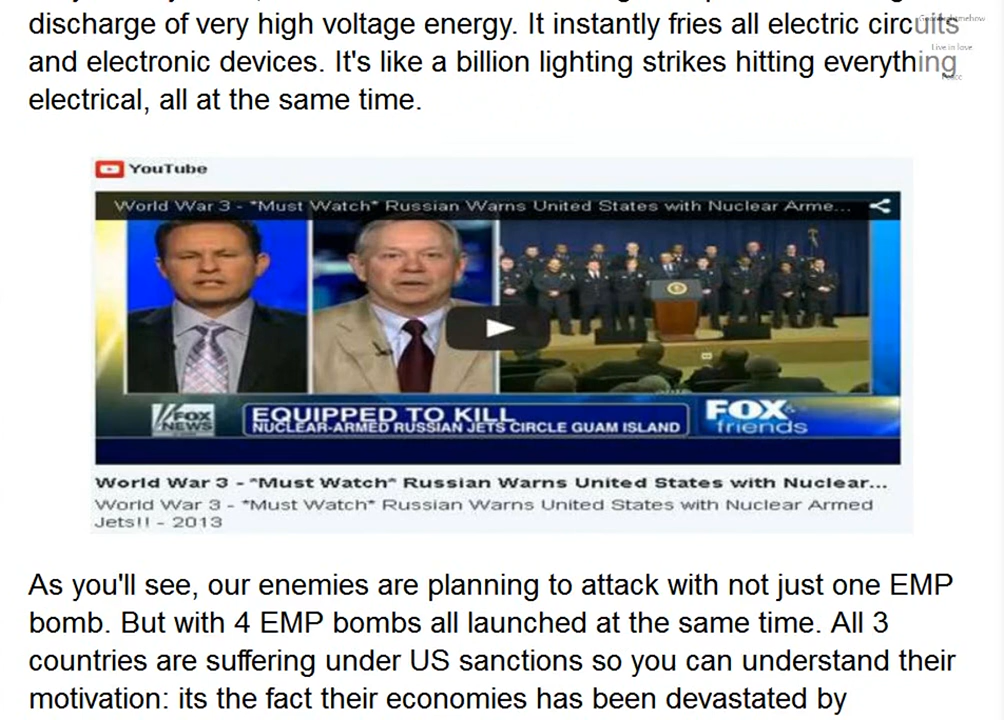 discharge of very high voltage energy. It instantly fries all electric circuits
and electronic devices. It's like a billion lighting strikes hitting everything
electrical, all at the same time.
Live in lose
Peace
YouTube
World War 3 - *Must Watch* Russian Warns United States with Nuclear Arme...
FOX NEWS
EQUIPPED TO KILL
NUCLEAR-ARMED RUSSIAN JETS CIRCLE GUAM ISLAND
FOX &
friends
World War 3 - *Must Watch* Russian Warns United States with Nuclear...
World War 3 - *Must Watch* Russian Warns United States with Nuclear Armed
Jets!! - 2013
As you'll see, our enemies are planning to attack with not just one EMP
bomb. But with 4 EMP bombs all launched at the same time. All 3
countries are suffering under US sanctions so you can understand their
motivation: its the fact their economies has been devastated by